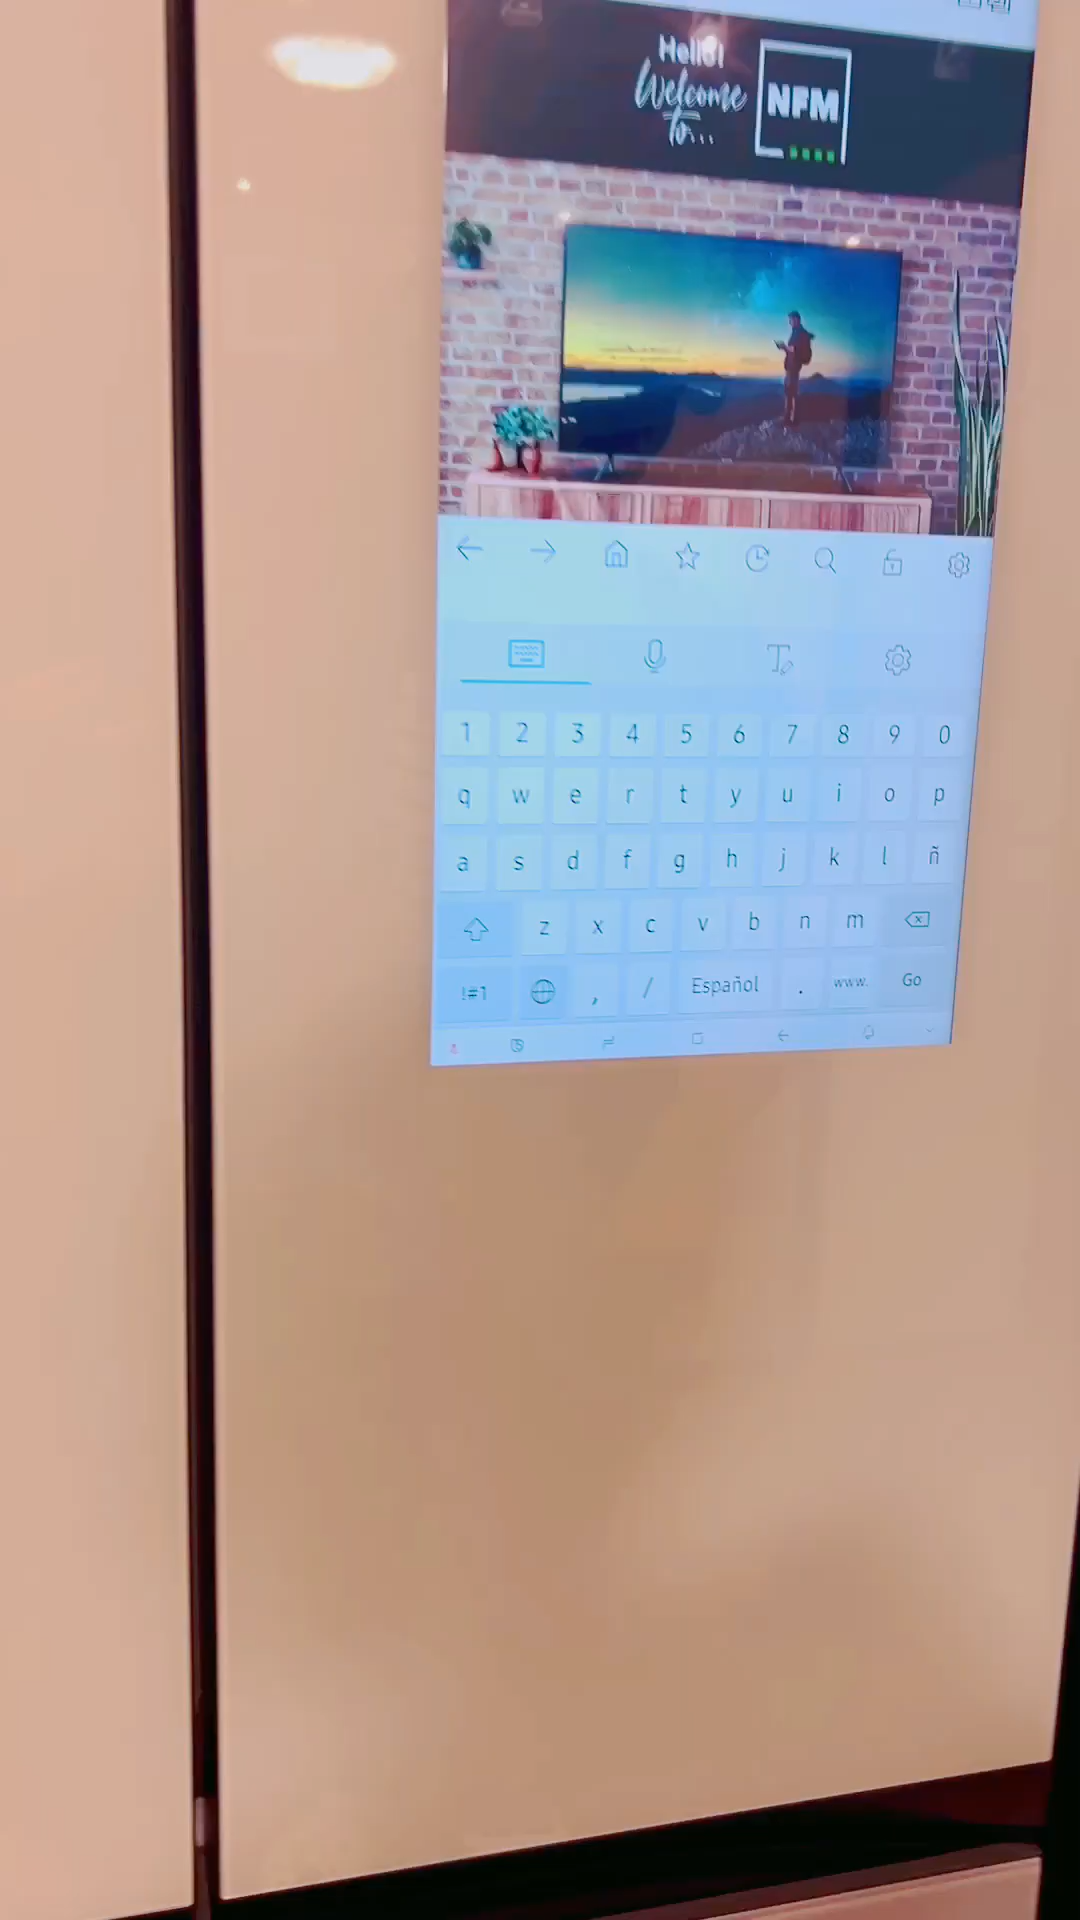 Hello!
Welcome
to...
NFM
1 2 3 4 5 6 7 8 9 0
q w e r t y u i o p
a s d f g h j k l ñ
z x c v b n m
!#1 , / Español . www. Go